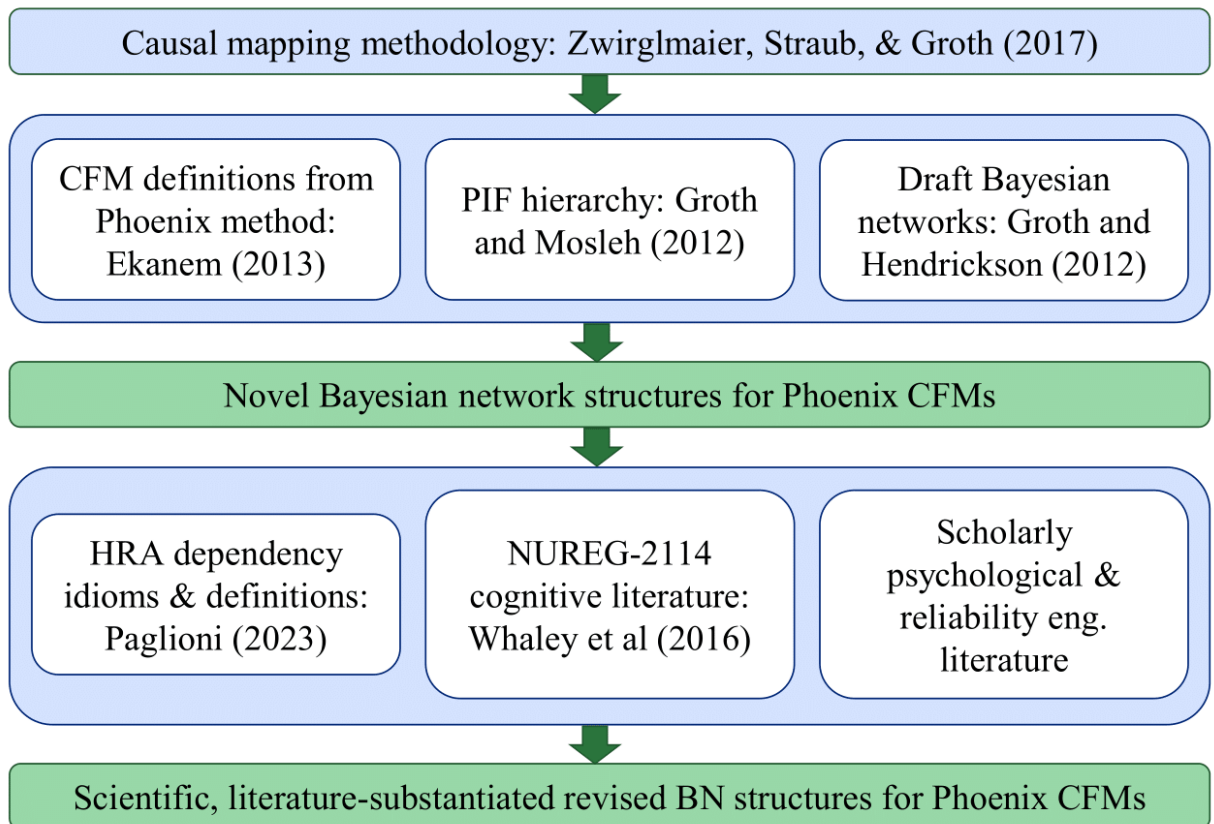 Causal mapping methodology: Zwirglmaier, Straub, & Groth (2017)
CFM definitions from
Phoenix method:
Ekanem (2013)
PIF hierarchy: Groth
and Mosleh (2012)
Draft Bayesian
networks: Groth and
Hendrickson (2012)
Novel Bayesian network structures for Phoenix CFMs
HRA dependency
idioms & definitions:
Paglioni (2023)
NUREG-2114
cognitive literature:
Whaley et al (2016)
Scholarly
psychological &
reliability eng.
literature
Scientific, literature-substantiated revised BN structures for Phoenix CFMs